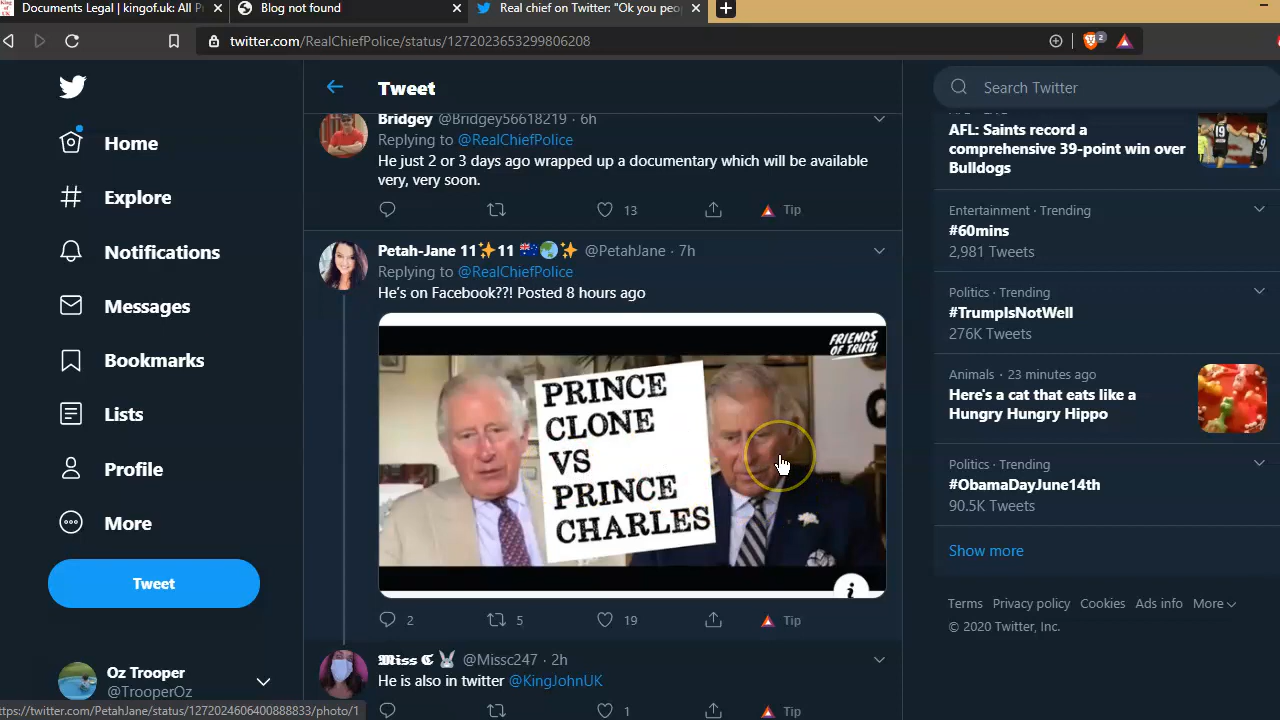 Documents Legal | kingof.uk: All P
Blog not found
Real chief on Twitter: "Ok you peop
twitter.com/RealChiefPolice/status/1272023653299806208
2
Home
Explore
Notifications
Messages
Bookmarks
Lists
Profile
More
Tweet
Oz Trooper
@TrooperOz
https://twitter.com/PetahJane/status/1272024606400888833/photo/1
Tweet
Bridgey @Bridgey56618219 · 6h
Replying to @RealChiefPolice
He just 2 or 3 days ago wrapped up a documentary which will be available
very, very soon.
13
Tip
Petah-Jane 11✨11 🇦🇺🌏✨ @PetahJane · 7h
Replying to @RealChiefPolice
He's on Facebook??! Posted 8 hours ago
FRIENDS
OF TRUTH
PRINCE
CLONE
VS
PRINCE
CHARLES
i
2
5
19
Tip
𝕸𝖎𝖘𝖘 𝕮 🐰 @Missc247 · 2h
He is also in twitter @KingJohnUK
1
Tip
Search Twitter
AFL: Saints record a
comprehensive 39-point win over
Bulldogs
Entertainment · Trending
#60mins
2,981 Tweets
Politics · Trending
#TrumpIsNotWell
276K Tweets
Animals · 23 minutes ago
Here's a cat that eats like a
Hungry Hungry Hippo
Politics · Trending
#ObamaDayJune14th
90.5K Tweets
Show more
Terms Privacy policy Cookies Ads info More
© 2020 Twitter, Inc.